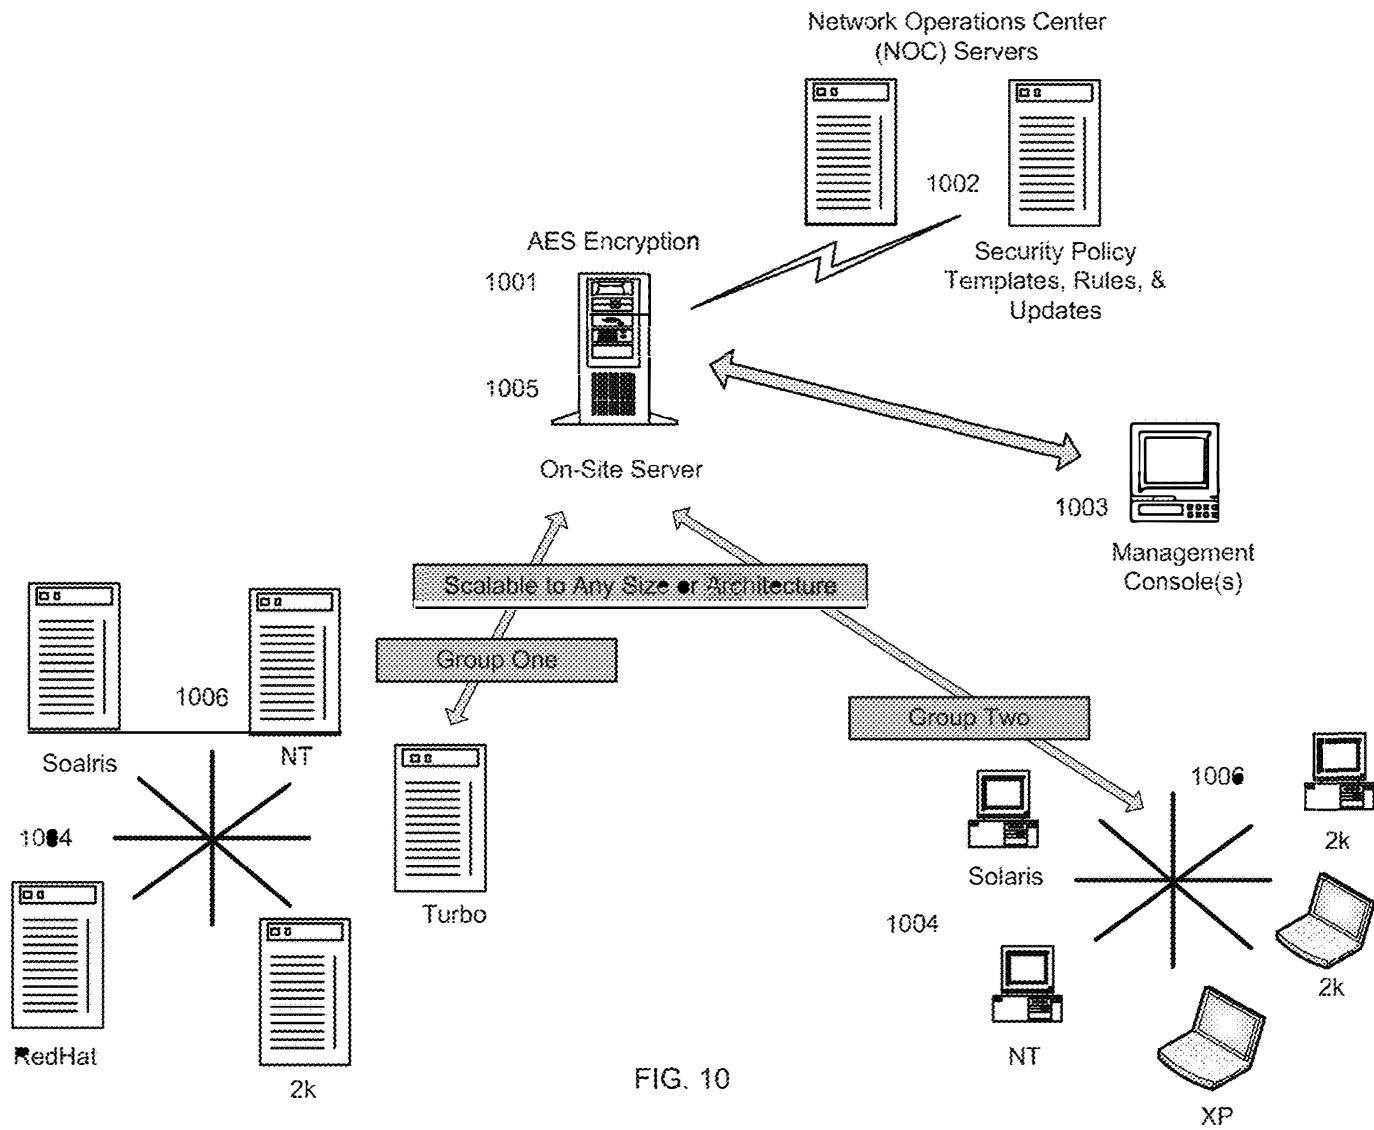 Network Operations Center
(NOC) Servers
1002
AES Encryption
1001
Security Policy
Templates, Rules, &
Updates
1005
On-Site Server
1003
Management
Console(s)
Scalable to Any Size or Architecture
Group One
1006
Soalris
NT
Group Two
1006
1004
Turbo
Solaris
2k
1004
RedHat
2k
NT
2k
XP
FIG. 10